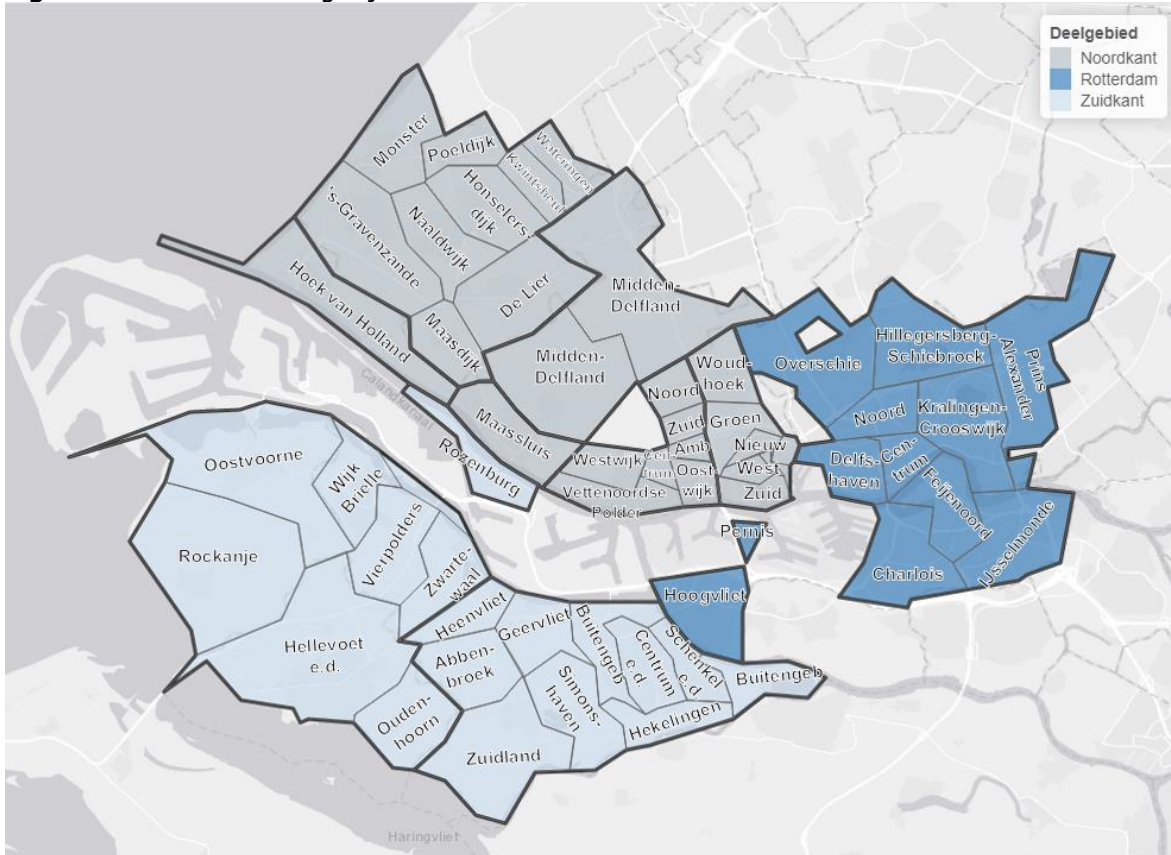 Deelgebied
Noordkant
Rotterdam
Zuidkant
Monster
Poeldijk
Wateringen
Kwintsheul
Honselers-
dijk
's-Gravenzande
Naaldwijk
De Lier
Hoek van Holland
Maasdijk
Midden-
Delfland
Midden-
Delfland
Maassluis
Calandkanaal
Rozenburg
Woud-
hoek
Noord
Zuid
Groen
Amb
Nieuw
Westwijk
Cen-
trum
Oost
wijk
West
Zuid
Vettenoordse
Polder
Overschie
Hillegersberg-
Schiebroek
Prins
Alexander
Noord
Kralingen-
Crooswijk
Delfs-
haven
Cen-
trum
Feijenoord
IJsselmonde
Charlois
Pernis
Hoogvliet
Oostvoorne
Wijk
Brielle
Rockanje
Vierpolders
Zwarte-
waal
Heenvliet
Hellevoet
e.d.
Abben-
broek
Geervliet
Buitengeb
Centrum
e.d.
Schenkel
e.d
Buitengeb
Simons-
haven
Hekelingen
Ouden-
hoorn
Zuidland
Haringvliet